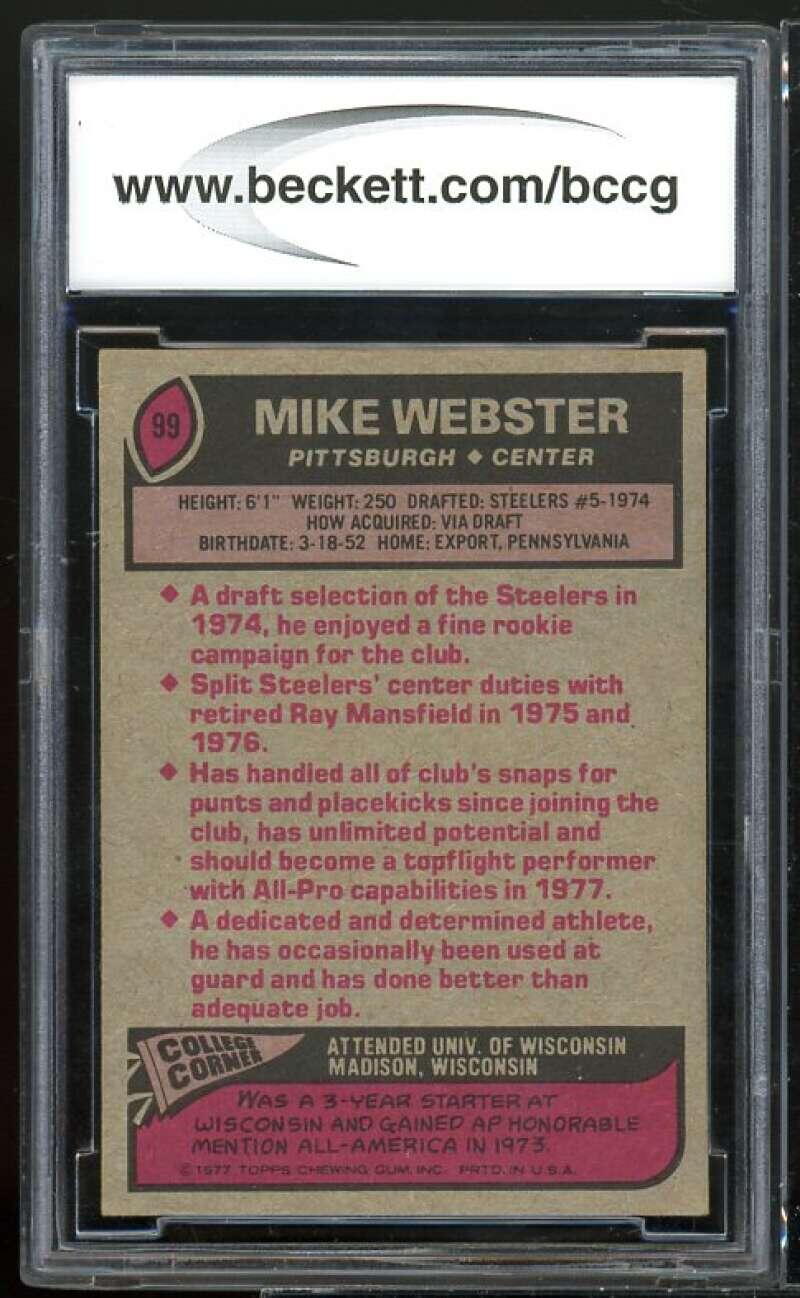 www.beckett.com/bccg
99
MIKE WEBSTER
PITTSBURGH ◆ CENTER
HEIGHT: 6'1" WEIGHT: 250 DRAFTED: STEELERS #5-1974
HOW ACQUIRED: VIA DRAFT
BIRTHDATE: 3-18-52 HOME: EXPORT, PENNSYLVANIA
◆ A draft selection of the Steelers in
1974, he enjoyed a fine rookie
campaign for the club.
◆ Split Steelers' center duties with
retired Ray Mansfield in 1975 and
1976.
◆ Has handled all of club's snaps for
punts and placekicks since joining the
club, has unlimited potential and
should become a topflight performer
with All-Pro capabilities in 1977.
◆ A dedicated and determined athlete,
he has occasionally been used at
guard and has done better than
adequate job.
COLLEGE
CORNER
ATTENDED UNIV. OF WISCONSIN
MADISON, WISCONSIN
WAS A 3-YEAR STARTER AT
WISCONSIN AND GAINED AP HONORABLE
MENTION ALL-AMERICA IN 1973.
© 1977 TOPPS CHEWING GUM, INC. PRTD. IN U.S.A.